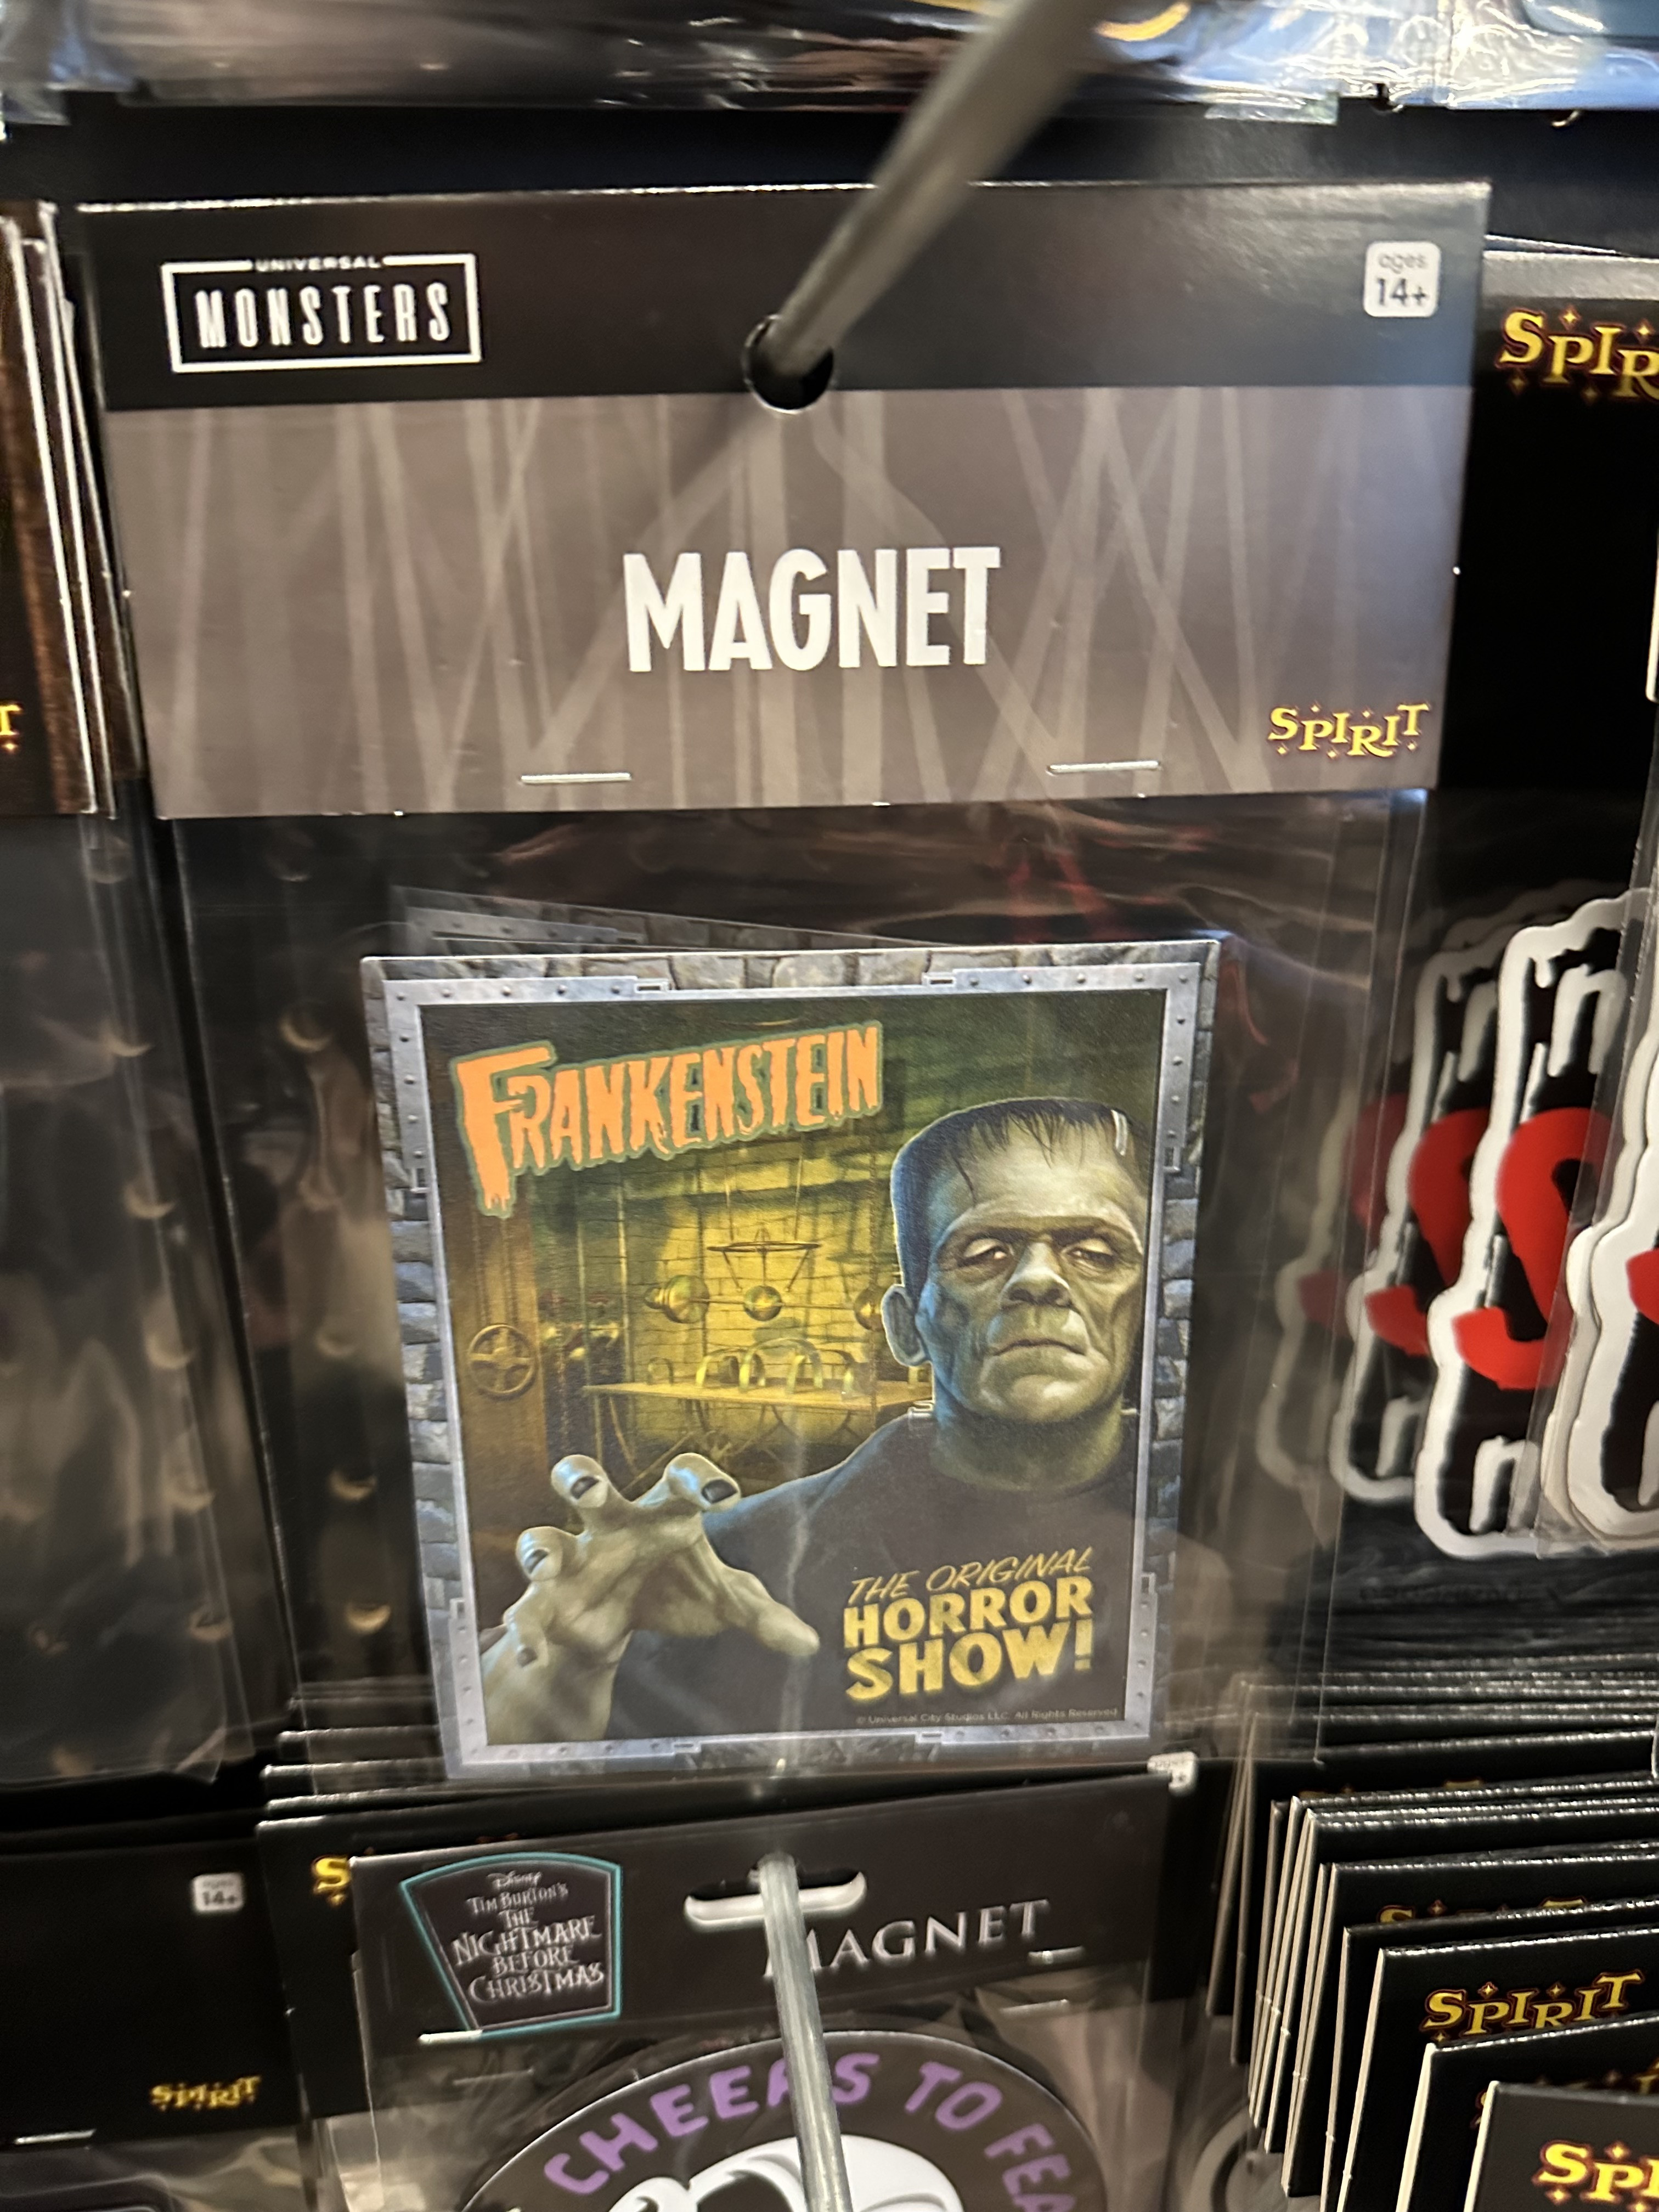 UNIVERSAL
MONSTERS
ages
14+
SPIR
MAGNET
SPIRIT
FRANKENSTEIN
THE ORIGINAL
HORROR
SHOW!
© Universal City Studios LLC. All Rights Reserved
ages
14+
SPIRIT
Disney
TIM BURTON'S
THE
NIGHTMARE
BEFORE
CHRISTMAS
MAGNET
CHEERS TO FEA
SPIRIT
SPI